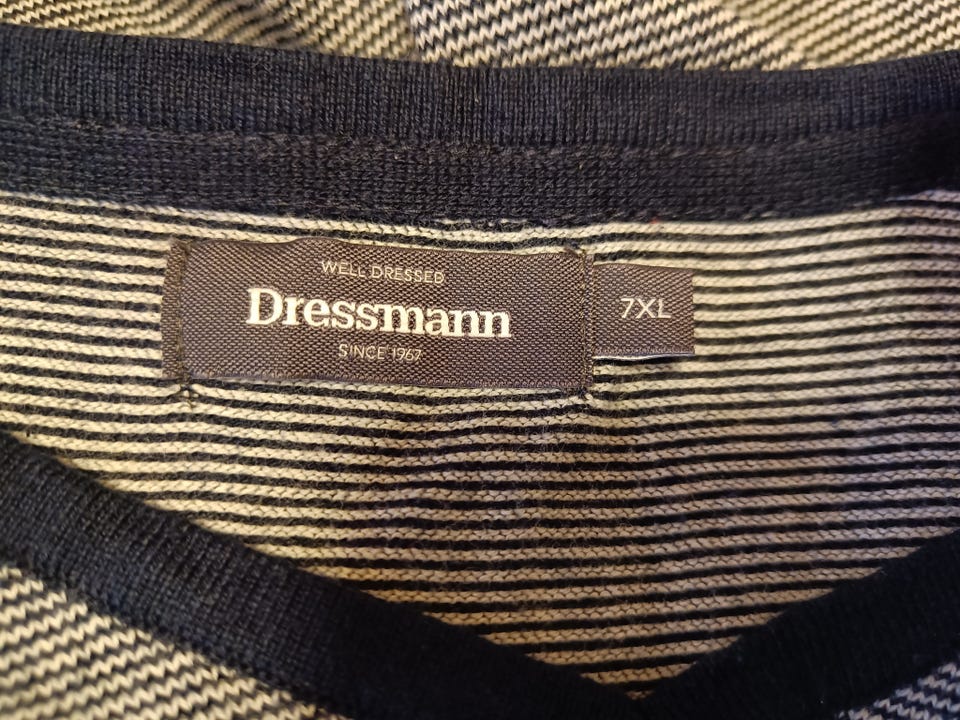 WELL DRESSED
Dressmann
SINCE 1967
7XL